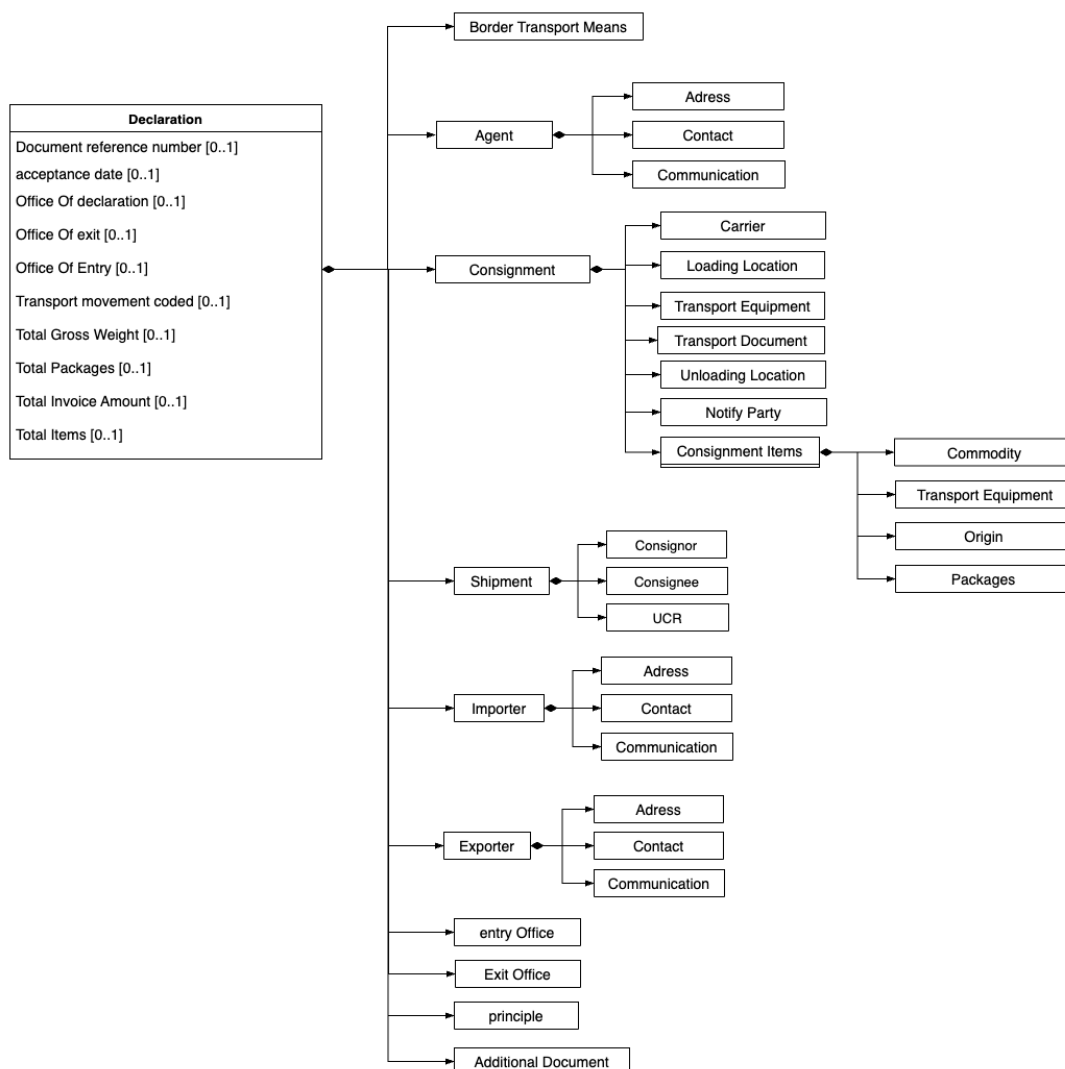 Border Transport Means
Declaration
Document reference number [0..1]
acceptance date [0..1]
Office Of declaration [0..1]
Office Of exit [0..1]
Office Of Entry [0..1]
Transport movement coded [0..1]
Total Gross Weight [0..1]
Total Packages [0..1]
Total Invoice Amount [0..1]
Total Items [0..1]
Agent
Adress
Contact
Communication
Consignment
Carrier
Loading Location
Transport Equipment
Transport Document
Unloading Location
Notify Party
Consignment Items
Commodity
Transport Equipment
Origin
Packages
Shipment
Consignor
Consignee
UCR
Importer
Adress
Contact
Communication
Exporter
Adress
Contact
Communication
entry Office
Exit Office
principle
Additional Document